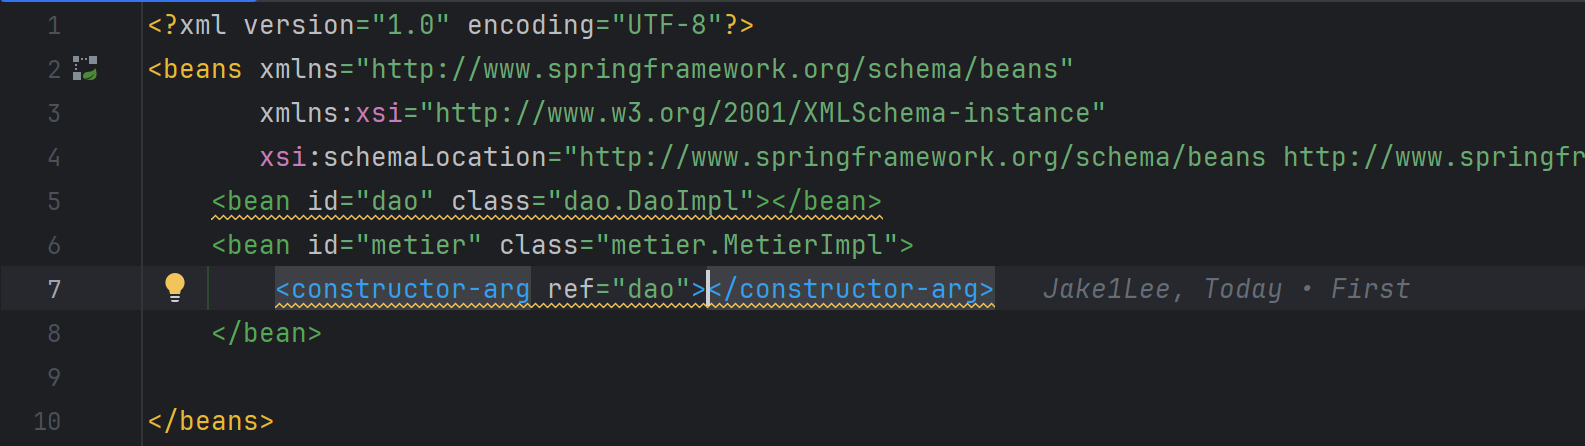 1 <?xml version="1.0" encoding="UTF-8"?>
2 <beans xmlns="http://www.springframework.org/schema/beans"
3 xmlns:xsi="http://www.w3.org/2001/XMLSchema-instance"
4 xsi:schemaLocation="http://www.springframework.org/schema/beans http://www.springfr
5 <bean id="dao" class="dao.DaoImpl"></bean>
6 <bean id="metier" class="metier.MetierImpl">
7 <constructor-arg ref="dao"></constructor-arg> Jake1Lee, Today • First
8 </bean>
9
10 </beans>